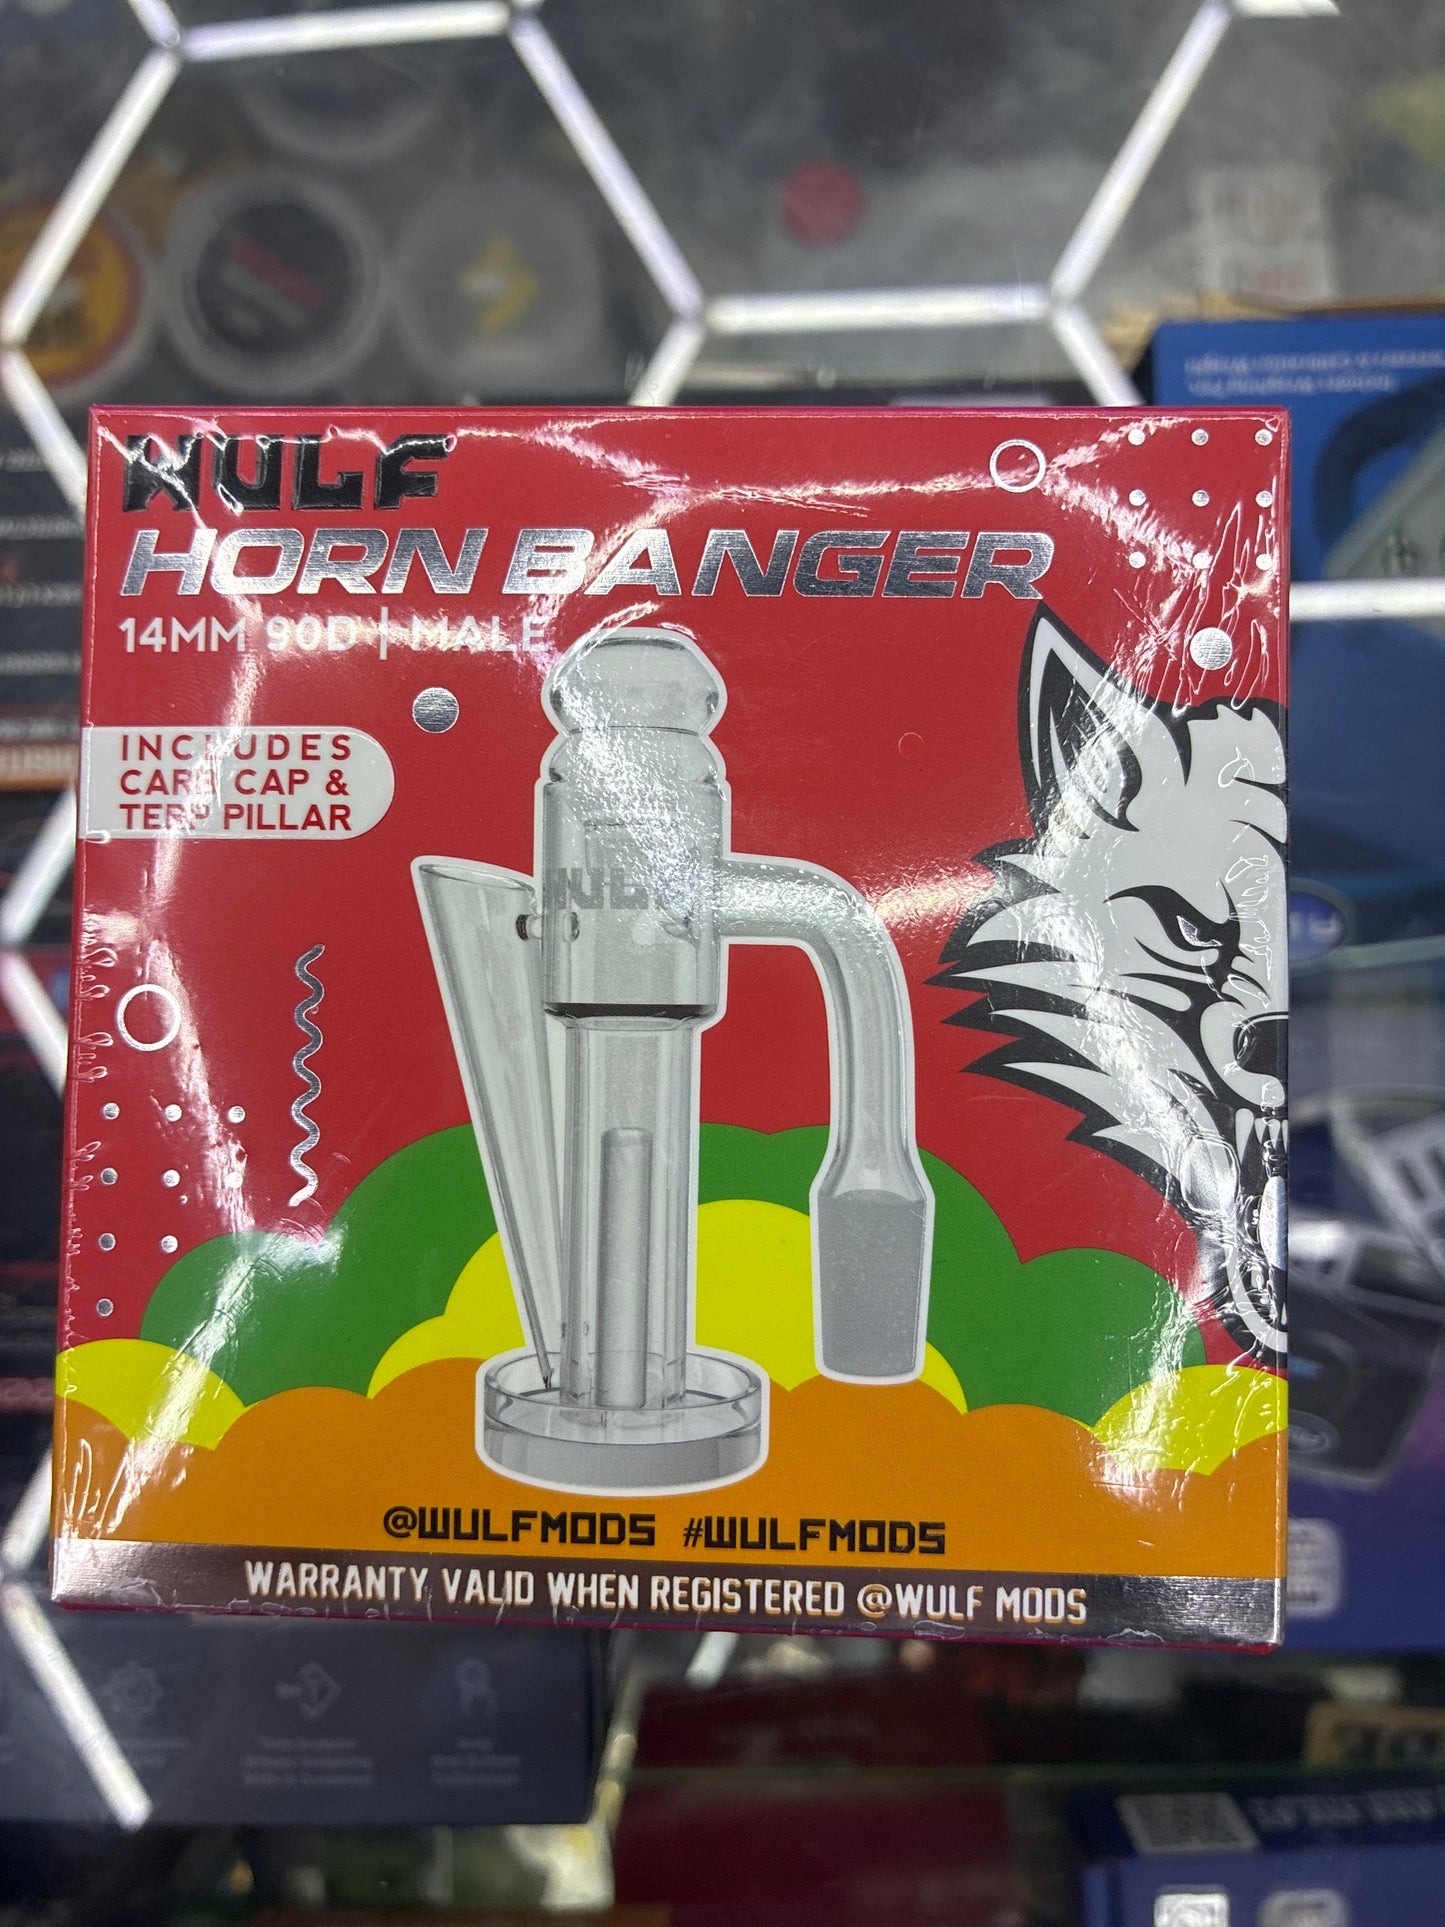 WULF
HORN BANGER
14MM 90D | MALE
INCLUDES
CARB CAP &
TERP PILLAR
WULF
@WULFMODS #WULFMODS
WARRANTY VALID WHEN REGISTERED @WULF MODS